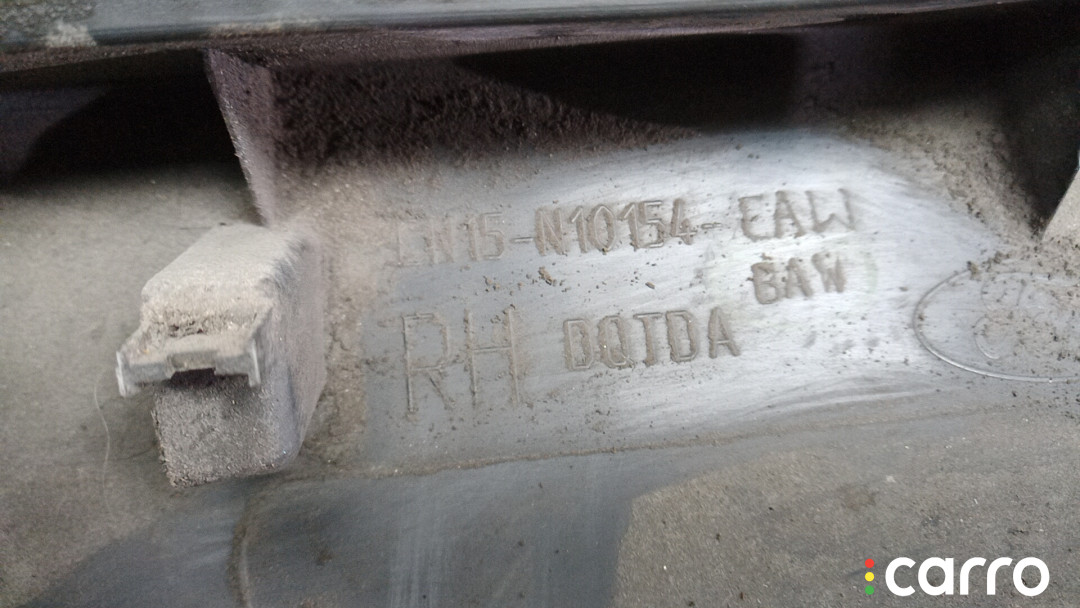 CN15-N10154-EAW
BAW
RH DQTDA
carro